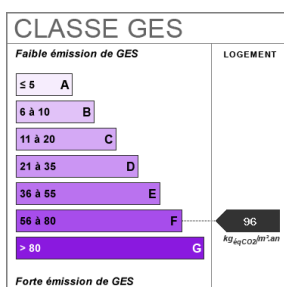 CLASSE GES
Faible émission de GES
LOGEMENT
≤ 5 A
6 à 10 B
11 à 20 C
21 à 35 D
36 à 55 E
56 à 80 F
96
kgéqCO2/m².an
> 80 G
Forte émission de GES